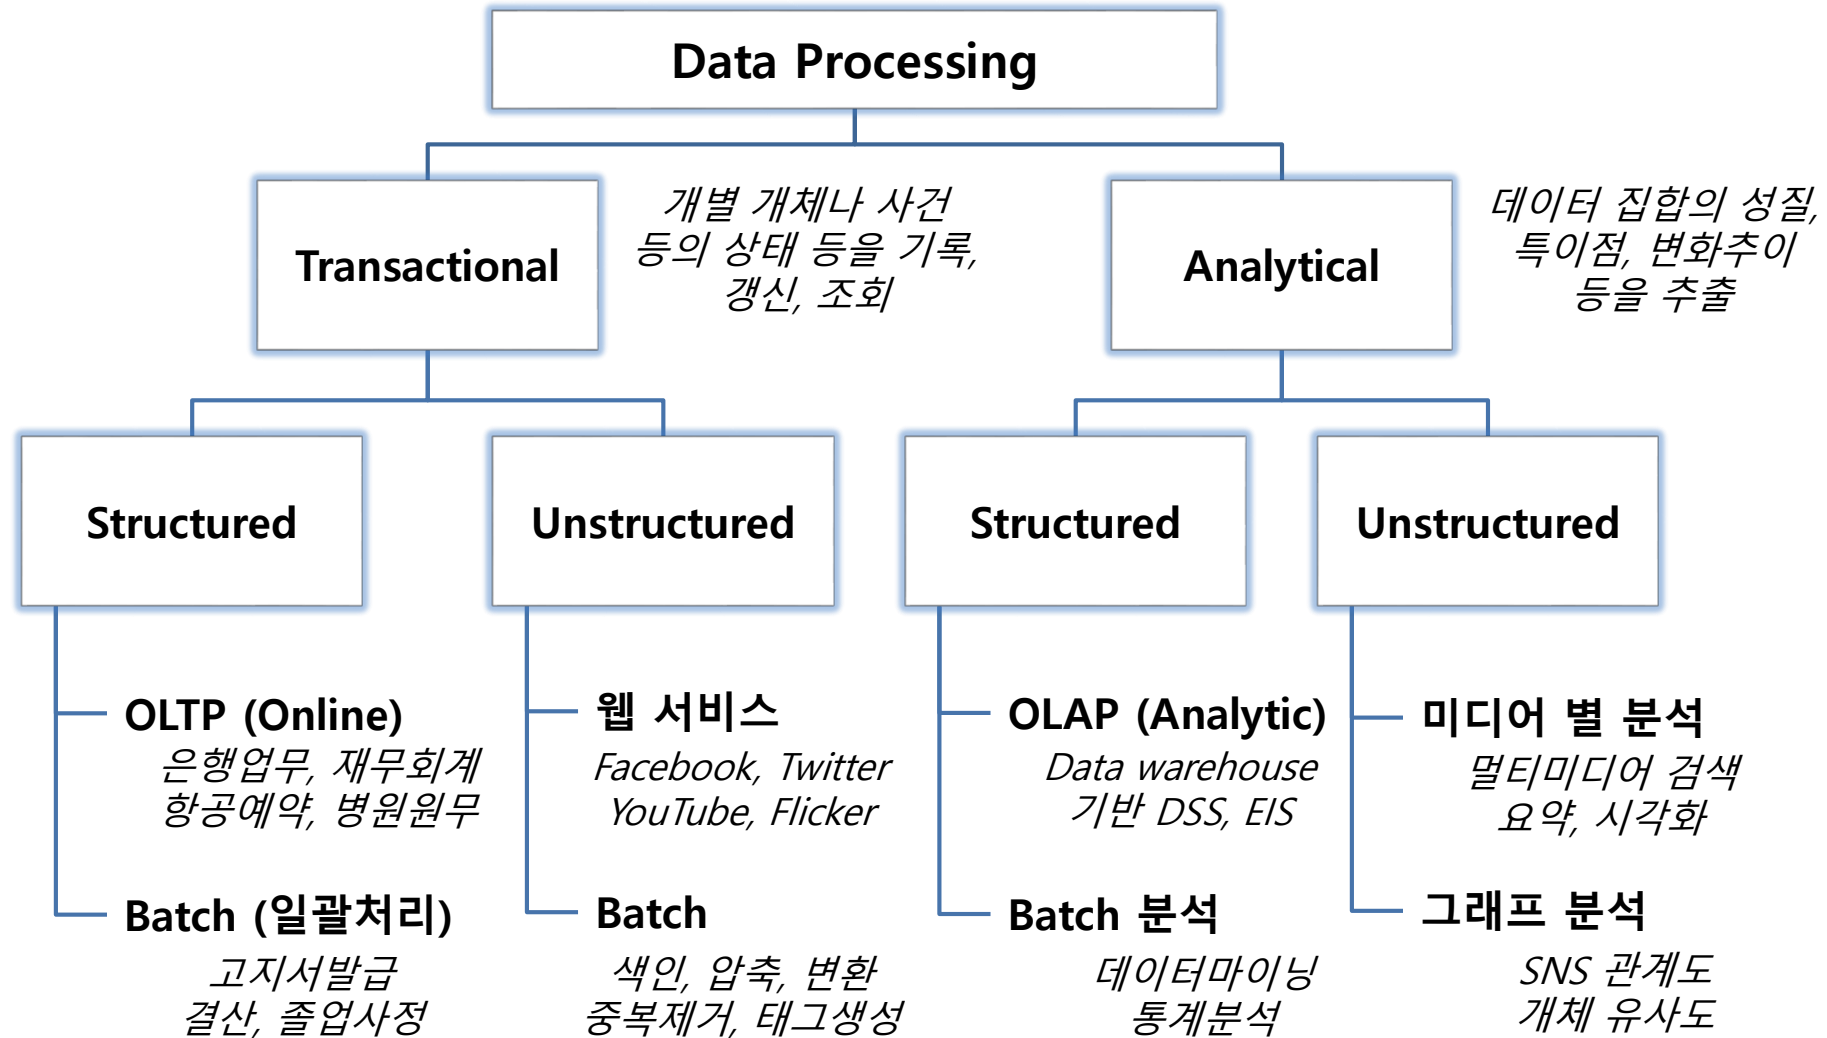 Data Processing
Transactional
개별 개체나 사건
등의 상태 등을 기록,
갱신, 조회
Analytical
데이터 집합의 성질,
특이점, 변화추이
등을 추출
Structured
Unstructured
Structured
Unstructured
OLTP (Online)
은행업무, 재무회계
항공예약, 병원원무
웹 서비스
Facebook, Twitter
YouTube, Flicker
OLAP (Analytic)
Data warehouse
기반 DSS, EIS
미디어 별 분석
멀티미디어 검색
요약, 시각화
Batch (일괄처리)
고지서발급
결산, 졸업사정
Batch
색인, 압축, 변환
중복제거, 태그생성
Batch 분석
데이터마이닝
통계분석
그래프 분석
SNS 관계도
개체 유사도